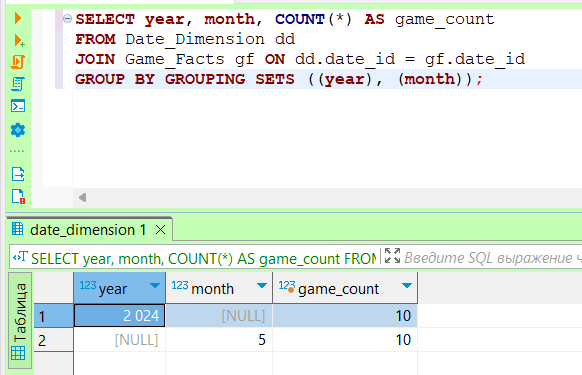 SELECT year, month, COUNT(*) AS game_count
FROM Date_Dimension dd
JOIN Game_Facts gf ON dd.date_id = gf.date_id
GROUP BY GROUPING SETS ((year), (month));
date_dimension 1
SELECT year, month, COUNT(*) AS game_count FROM
Введите SQL выражение ч
Таблица
123 year 123 month 123 game_count
1 2 024 [NULL] 10
2 [NULL] 5 10